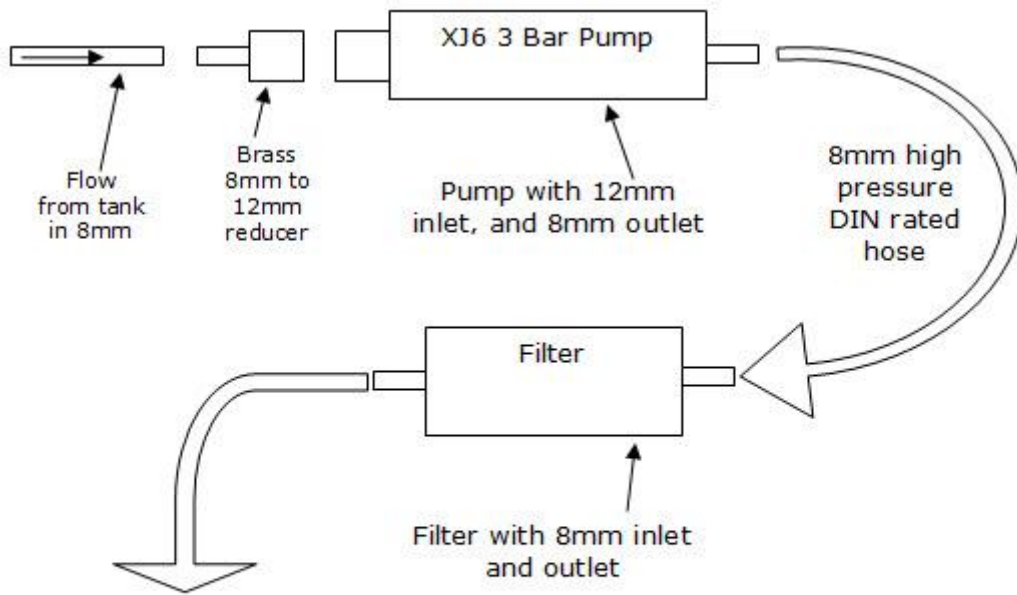 XJ6 3 Bar Pump
Flow
from tank
in 8mm
Brass
8mm to
12mm
reducer
Pump with 12mm
inlet, and 8mm outlet
8mm high
pressure
DIN rated
hose
Filter
Filter with 8mm inlet
and outlet